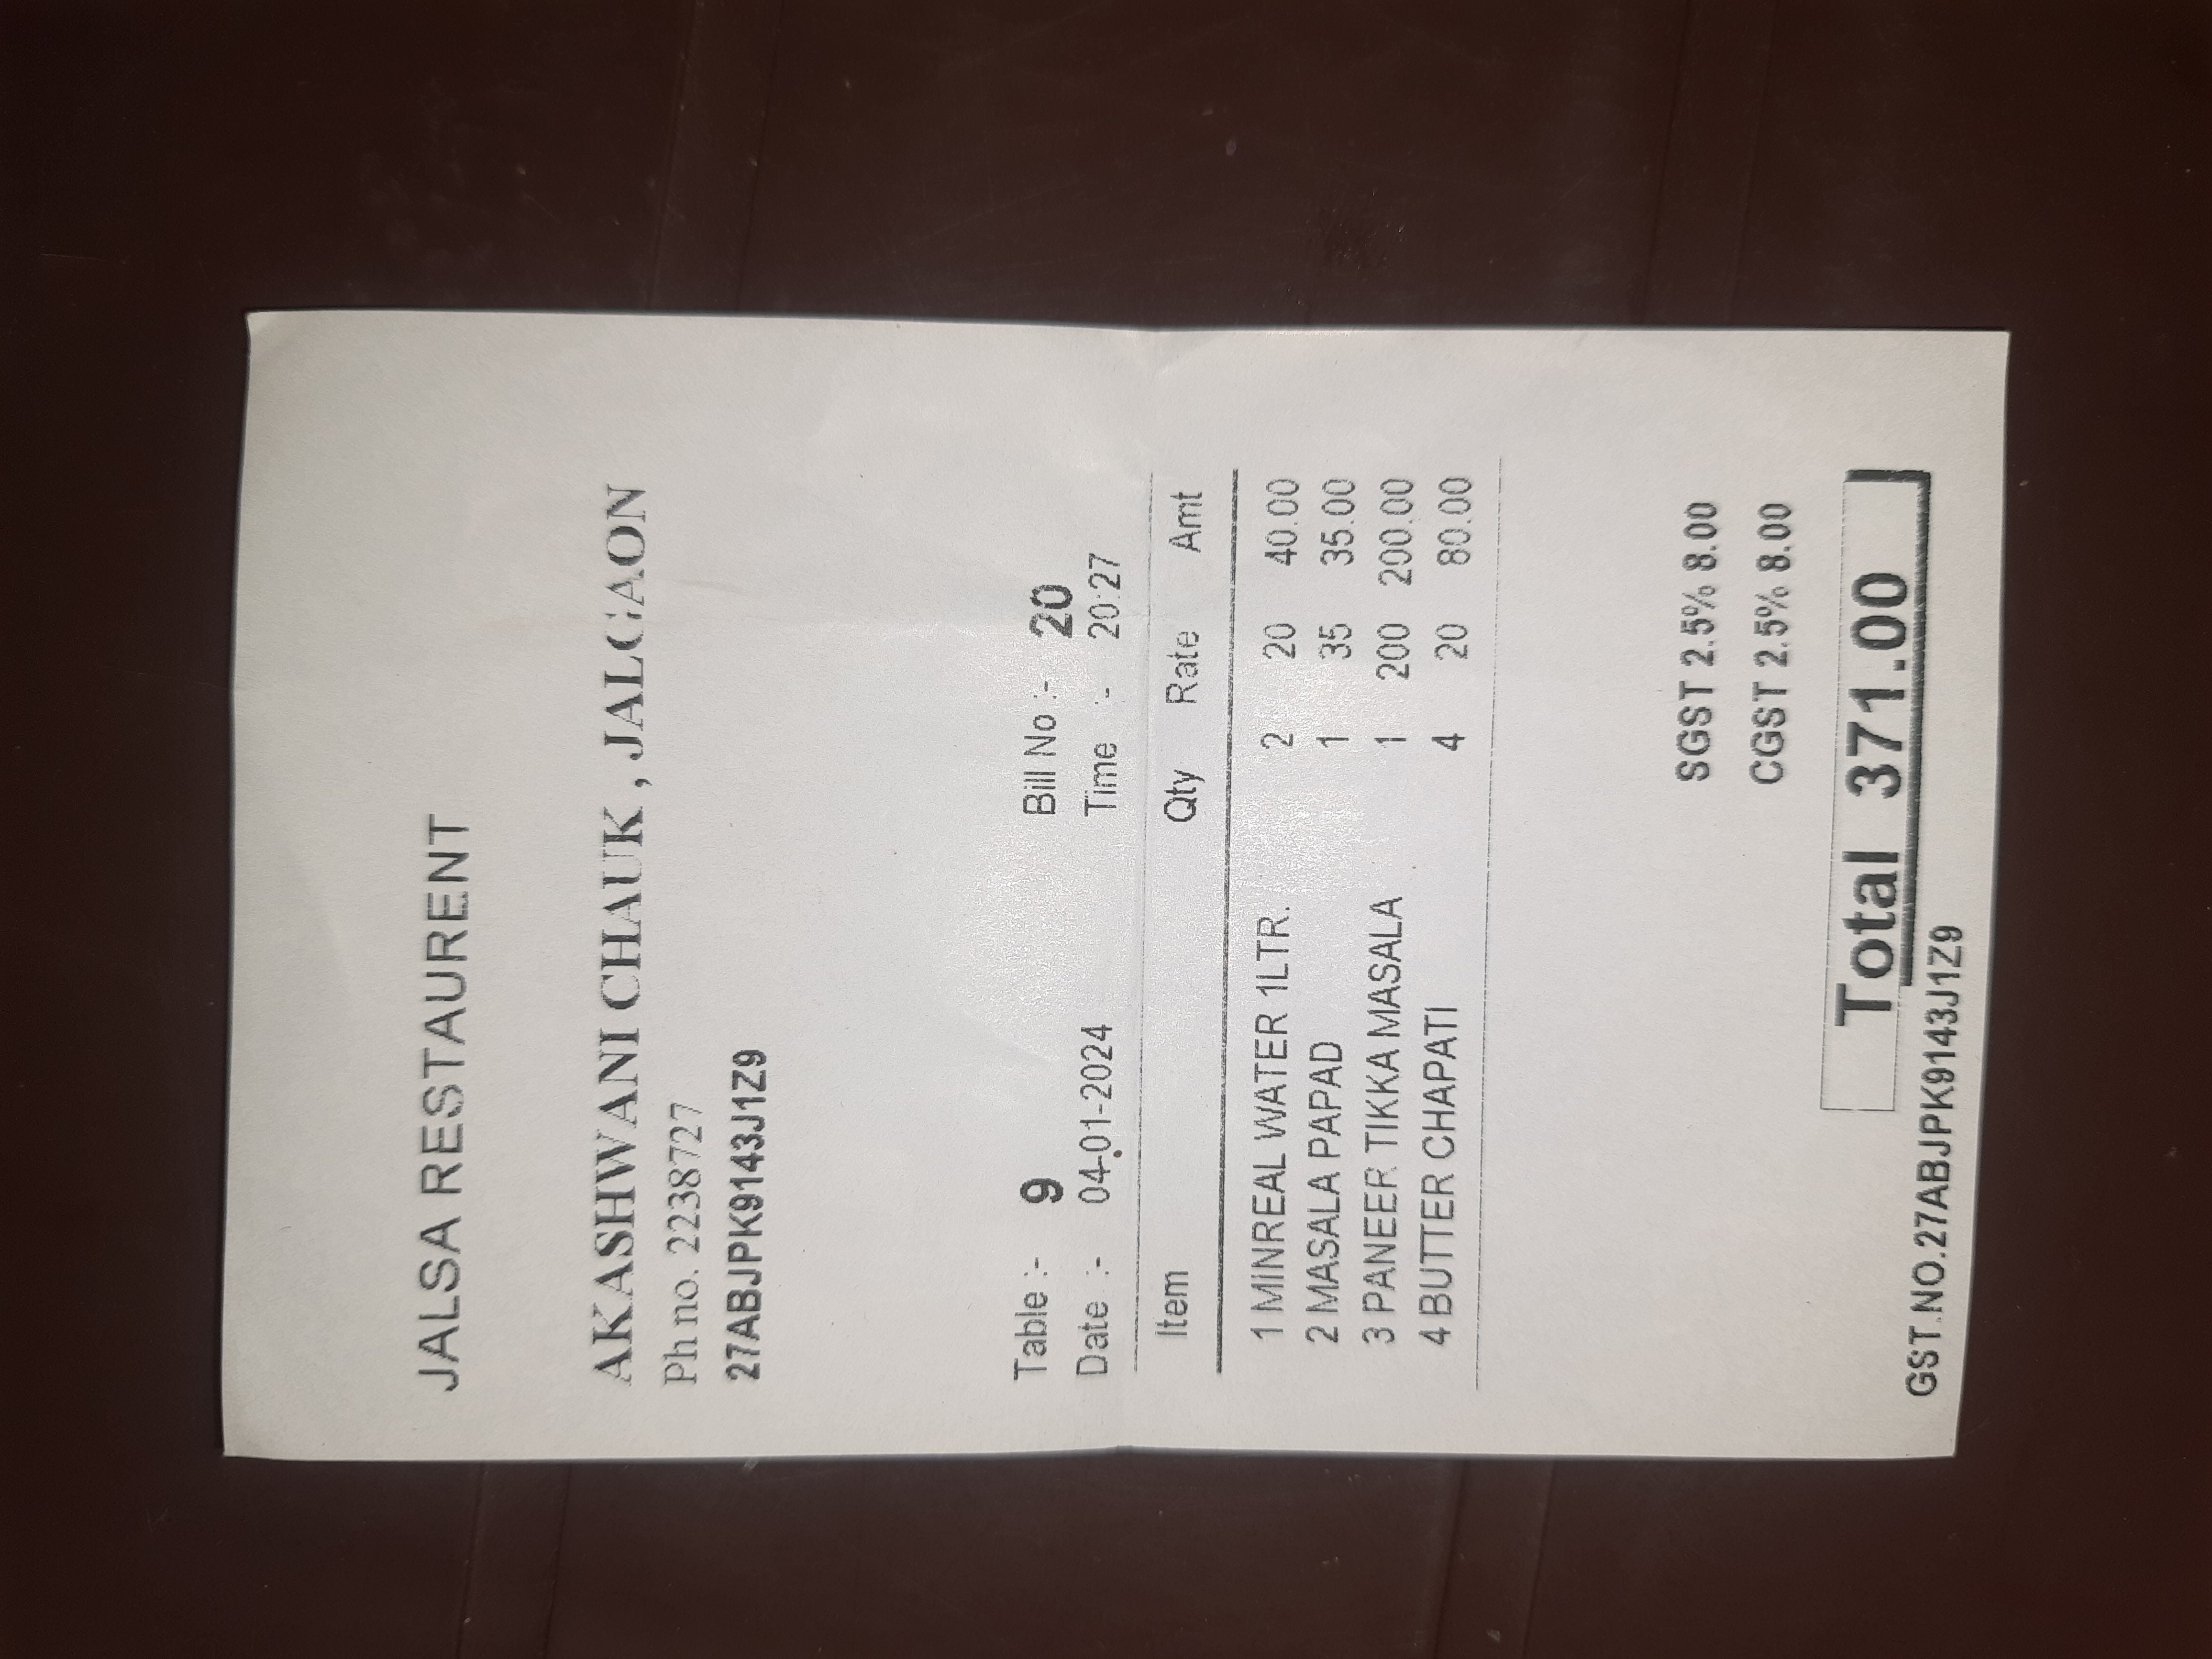 JALSA RESTAURENT
AKASHWANI CHAUK , JALGAON
Ph no. 2238727
27ABJPK9143J1Z9
Table :- 9 Bill No :- 20
Date :- 04-01-2024 Time :- 20:27
Item Qty Rate Amt
1 MINREAL WATER 1LTR. 2 20 40.00
2 MASALA PAPAD 1 35 35.00
3 PANEER TIKKA MASALA 1 200 200.00
4 BUTTER CHAPATI 4 20 80.00
SGST 2.5% 8.00
CGST 2.5% 8.00
Total 371.00
GST.NO.27ABJPK9143J1Z9